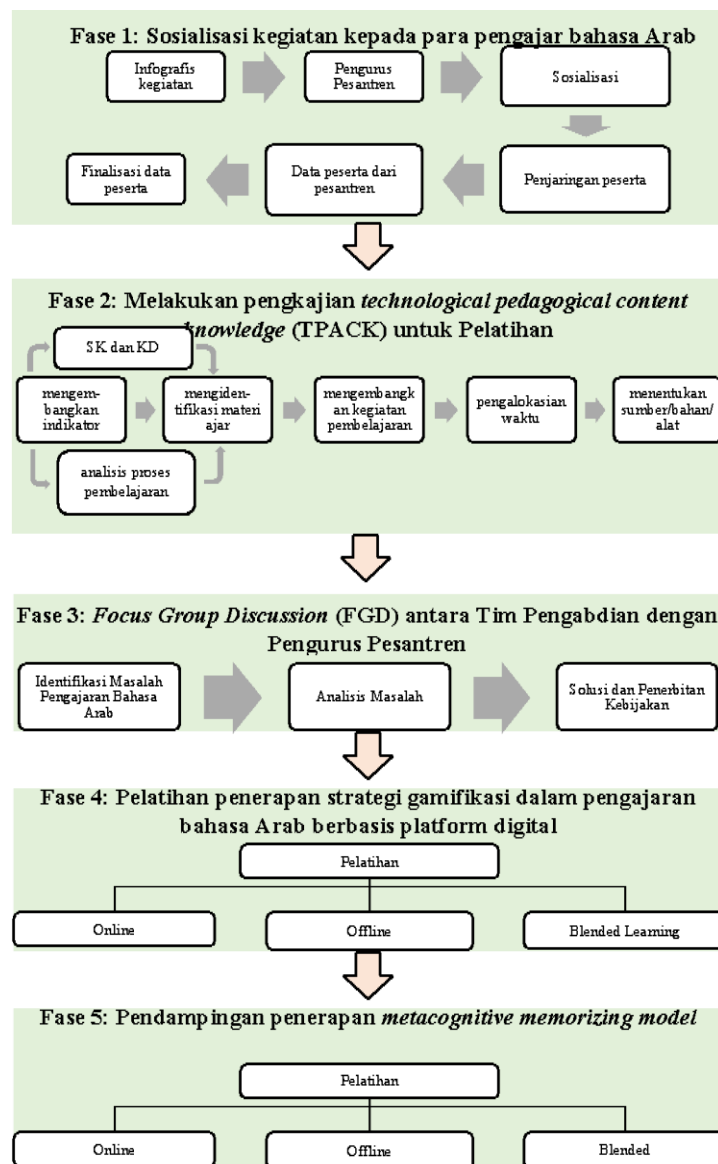 Fase 1: Sosialisasi kegiatan kepada para pengajar bahasa Arab
Infografis
kegiatan
Pengurus
Pesantren
Sosialisasi
Finalisasi data
peserta
Data peserta dari
pesantren
Penjaringan peserta
Fase 2: Melakukan pengkajian technological pedagogical content
knowledge (TPACK) untuk Pelatihan
SK dan KD
mengem-
bangkan
indikator
mengiden-
tifikasi materi
ajar
mengembangk
an kegiatan
pembelajaran
pengalokasian
waktu
menentukan
sumber/bahan/
alat
analisis proses
pembelajaran
Fase 3: Focus Group Discussion (FGD) antara Tim Pengabdian dengan
Pengurus Pesantren
Identifikasi Masalah
Pengajaran Bahasa
Arab
Analisis Masalah
Solusi dan Penerbitan
Kebijakan
Fase 4: Pelatihan penerapan strategi gamifikasi dalam pengajaran
bahasa Arab berbasis platform digital
Pelatihan
Online
Offline
Blended Learning
Fase 5: Pendampingan penerapan metacognitive memorizing model
Pelatihan
Online
Offline
Blended